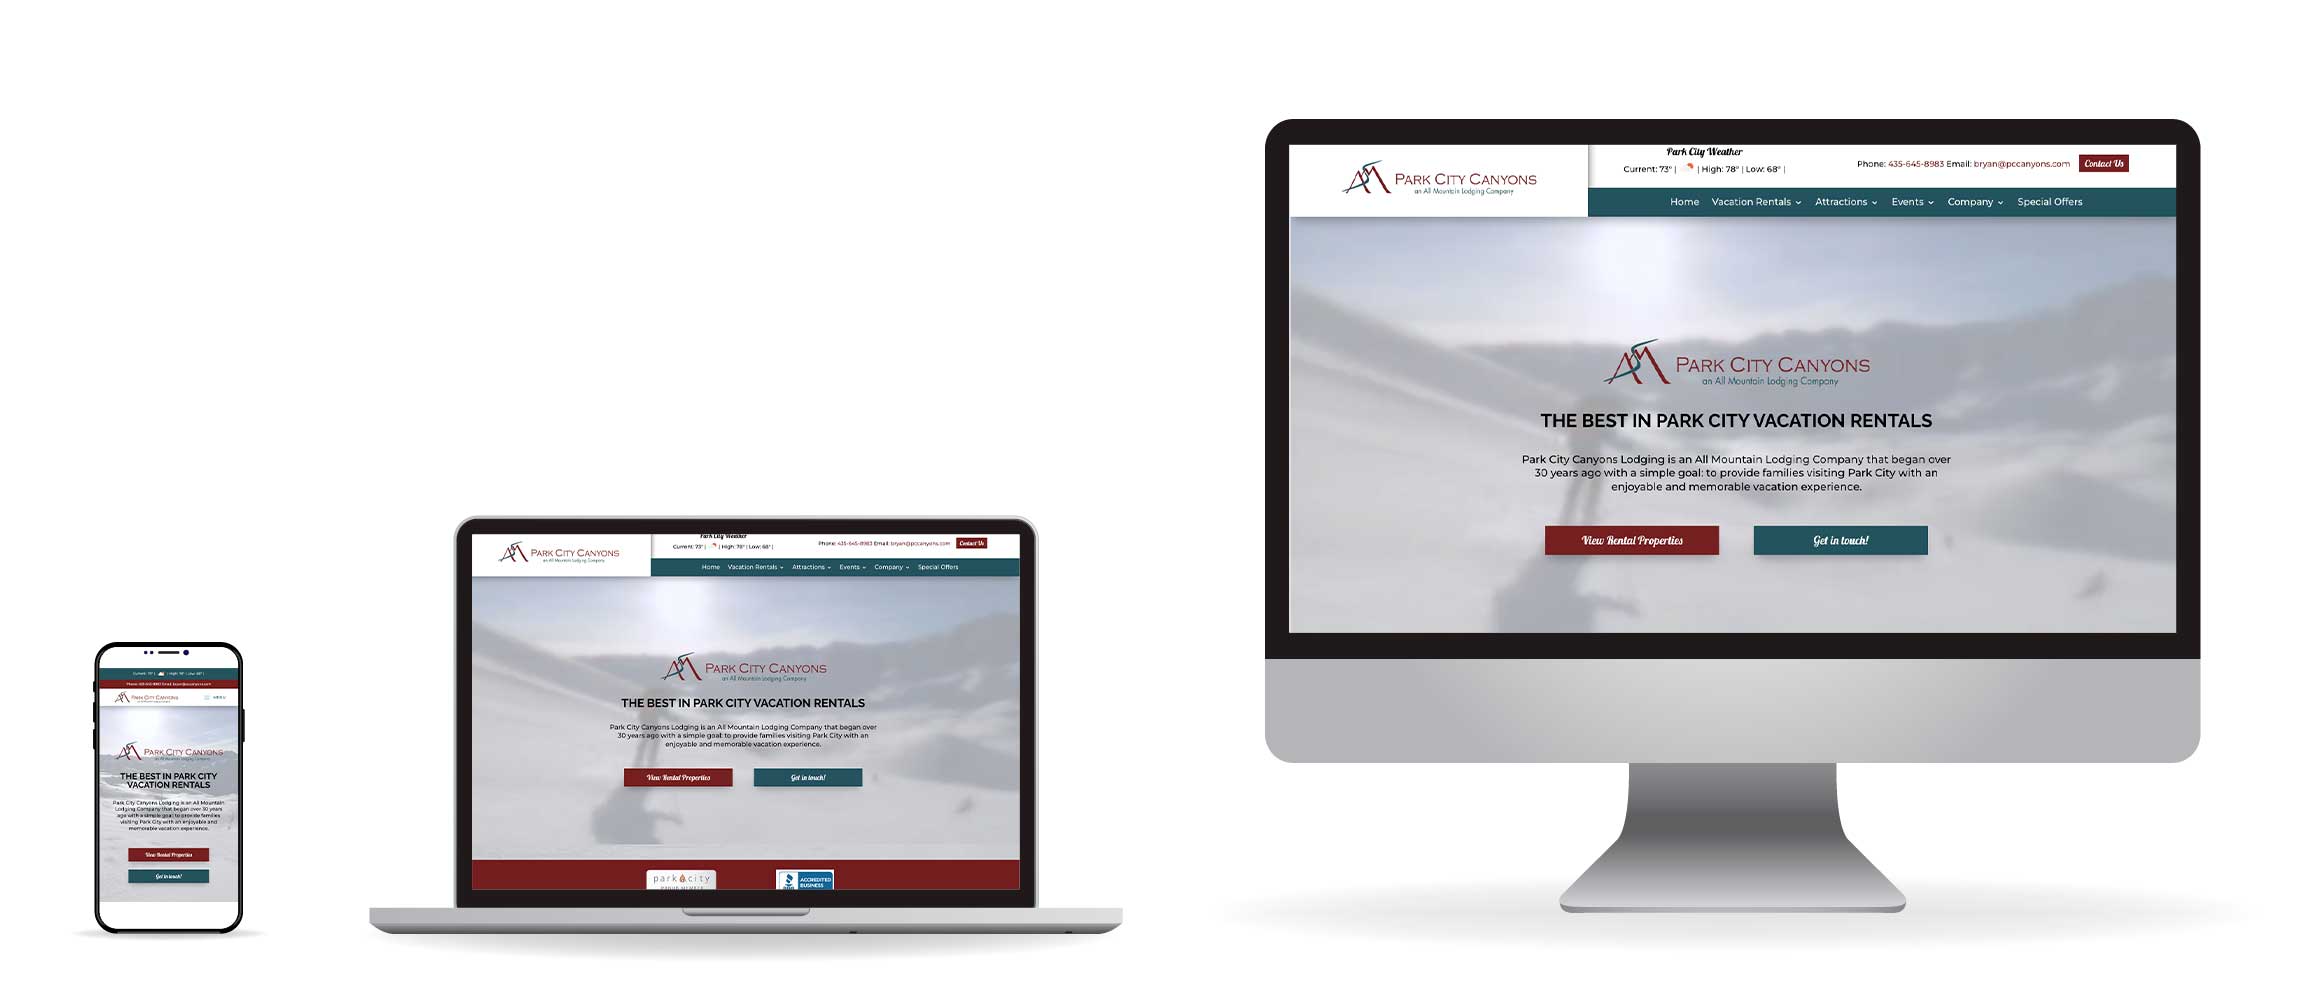 Current: 73° | | High: 78° | Low: 68° |
Phone: 435-645-8983 Email: bryan@pccanyons.com
PARK CITY CANYONS
MENU
PARK CITY CANYONS
an All Mountain Lodging Company
THE BEST IN PARK CITY
VACATION RENTALS
Park City Canyons Lodging is an All Mountain
Lodging Company that began over 30 years
ago with a simple goal: to provide families
visiting Park City with an enjoyable and
memorable vacation experience.
View Rental Properties
Get in touch!
Park City Weather
PARK CITY CANYONS
an All Mountain Lodging Company
Current: 73° | | High: 78° | Low: 68° |
Phone: 435-645-8983 Email: bryan@pccanyons.com
Contact Us
Home Vacation Rentals Attractions Events Company Special Offers
PARK CITY CANYONS
an All Mountain Lodging Company
THE BEST IN PARK CITY VACATION RENTALS
Park City Canyons Lodging is an All Mountain Lodging Company that began over
30 years ago with a simple goal: to provide families visiting Park City with an
enjoyable and memorable vacation experience.
View Rental Properties
Get in touch!
park city
ACCREDITED
BUSINESS
PARK CITY CANYONS
an All Mountain Lodging Company
Park City Weather
Current: 73° | | High: 78° | Low: 68° |
Phone: 435-645-8983 Email: bryan@pccanyons.com
Contact Us
Home Vacation Rentals Attractions Events Company Special Offers
PARK CITY CANYONS
an All Mountain Lodging Company
THE BEST IN PARK CITY VACATION RENTALS
Park City Canyons Lodging is an All Mountain Lodging Company that began over
30 years ago with a simple goal: to provide families visiting Park City with an
enjoyable and memorable vacation experience.
View Rental Properties
Get in touch!